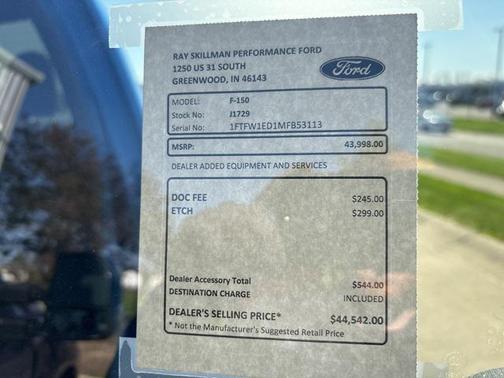 RAY SKILLMAN PERFORMANCE FORD
1250 US 31 SOUTH
GREENWOOD, IN 46143
Ford
MODEL: F-150
Stock No: J1729
Serial No: 1FTFW1ED1MFB53113
MSRP: 43,998.00
DEALER ADDED EQUIPMENT AND SERVICES
DOC FEE $245.00
ETCH $299.00
Dealer Accessory Total $544.00
DESTINATION CHARGE INCLUDED
DEALER'S SELLING PRICE* $44,542.00
* Not the Manufacturer's Suggested Retail Price